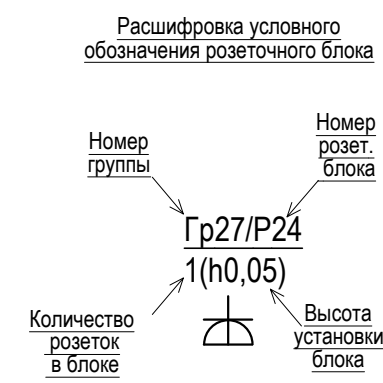 Расшифровка условного
обозначения розеточного блока
Номер
группы
Номер
розет.
блока
Гр27/Р24
1(h0,05)
Количество
розеток
в блоке
Высота
установки
блока